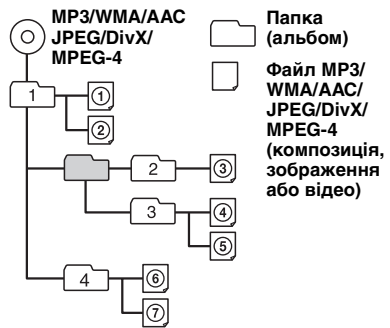 MP3/WMA/AAC
JPEG/DivX/
MPEG-4
Папка
(альбом)
Файл MP3/
WMA/AAC/
JPEG/DivX/
MPEG-4
(композиція,
зображення
або відео)
1
①
②
2
③
3
④
⑤
4
⑥
⑦